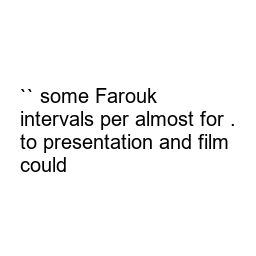 `` some Farouk
intervals per almost for .
to presentation and film
could